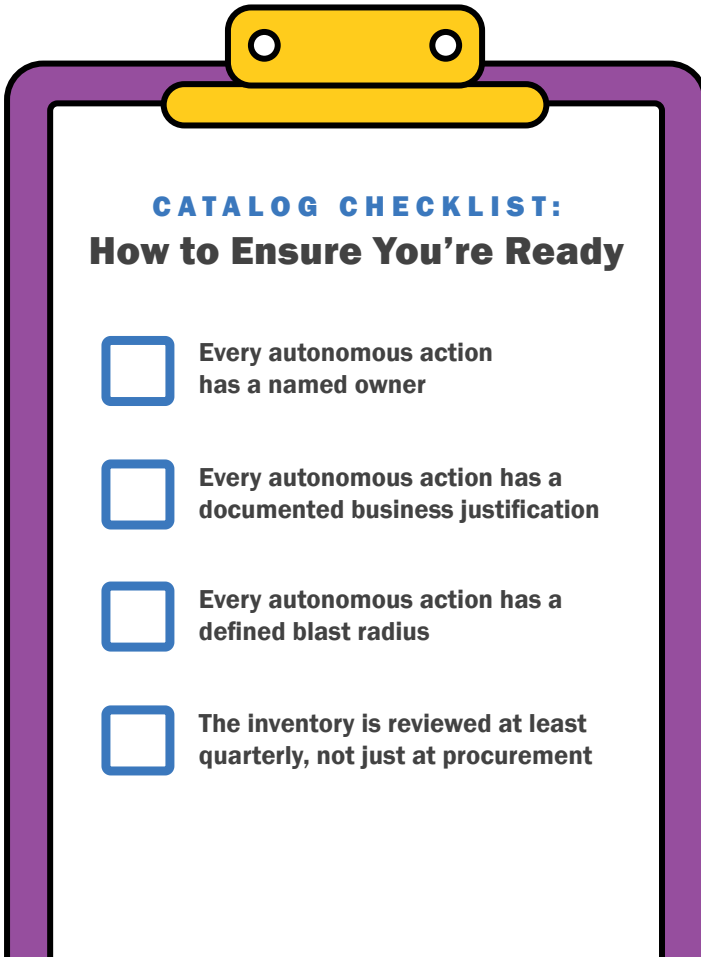 CATALOG CHECKLIST:
How to Ensure You're Ready
Every autonomous action
has a named owner
Every autonomous action has a
documented business justification
Every autonomous action has a
defined blast radius
The inventory is reviewed at least
quarterly, not just at procurement